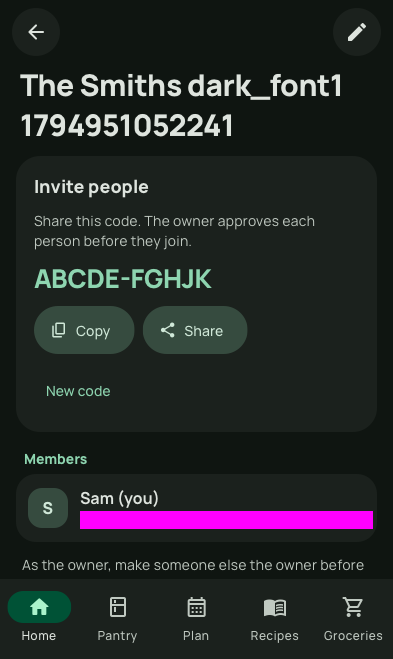 The Smiths dark_font1
1794951052241
Invite people
Share this code. The owner approves each
person before they join.
ABCDE-FGHJK
Copy
Share
New code
Members
S
Sam (you)
As the owner, make someone else the owner before
Home
Pantry
Plan
Recipes
Groceries